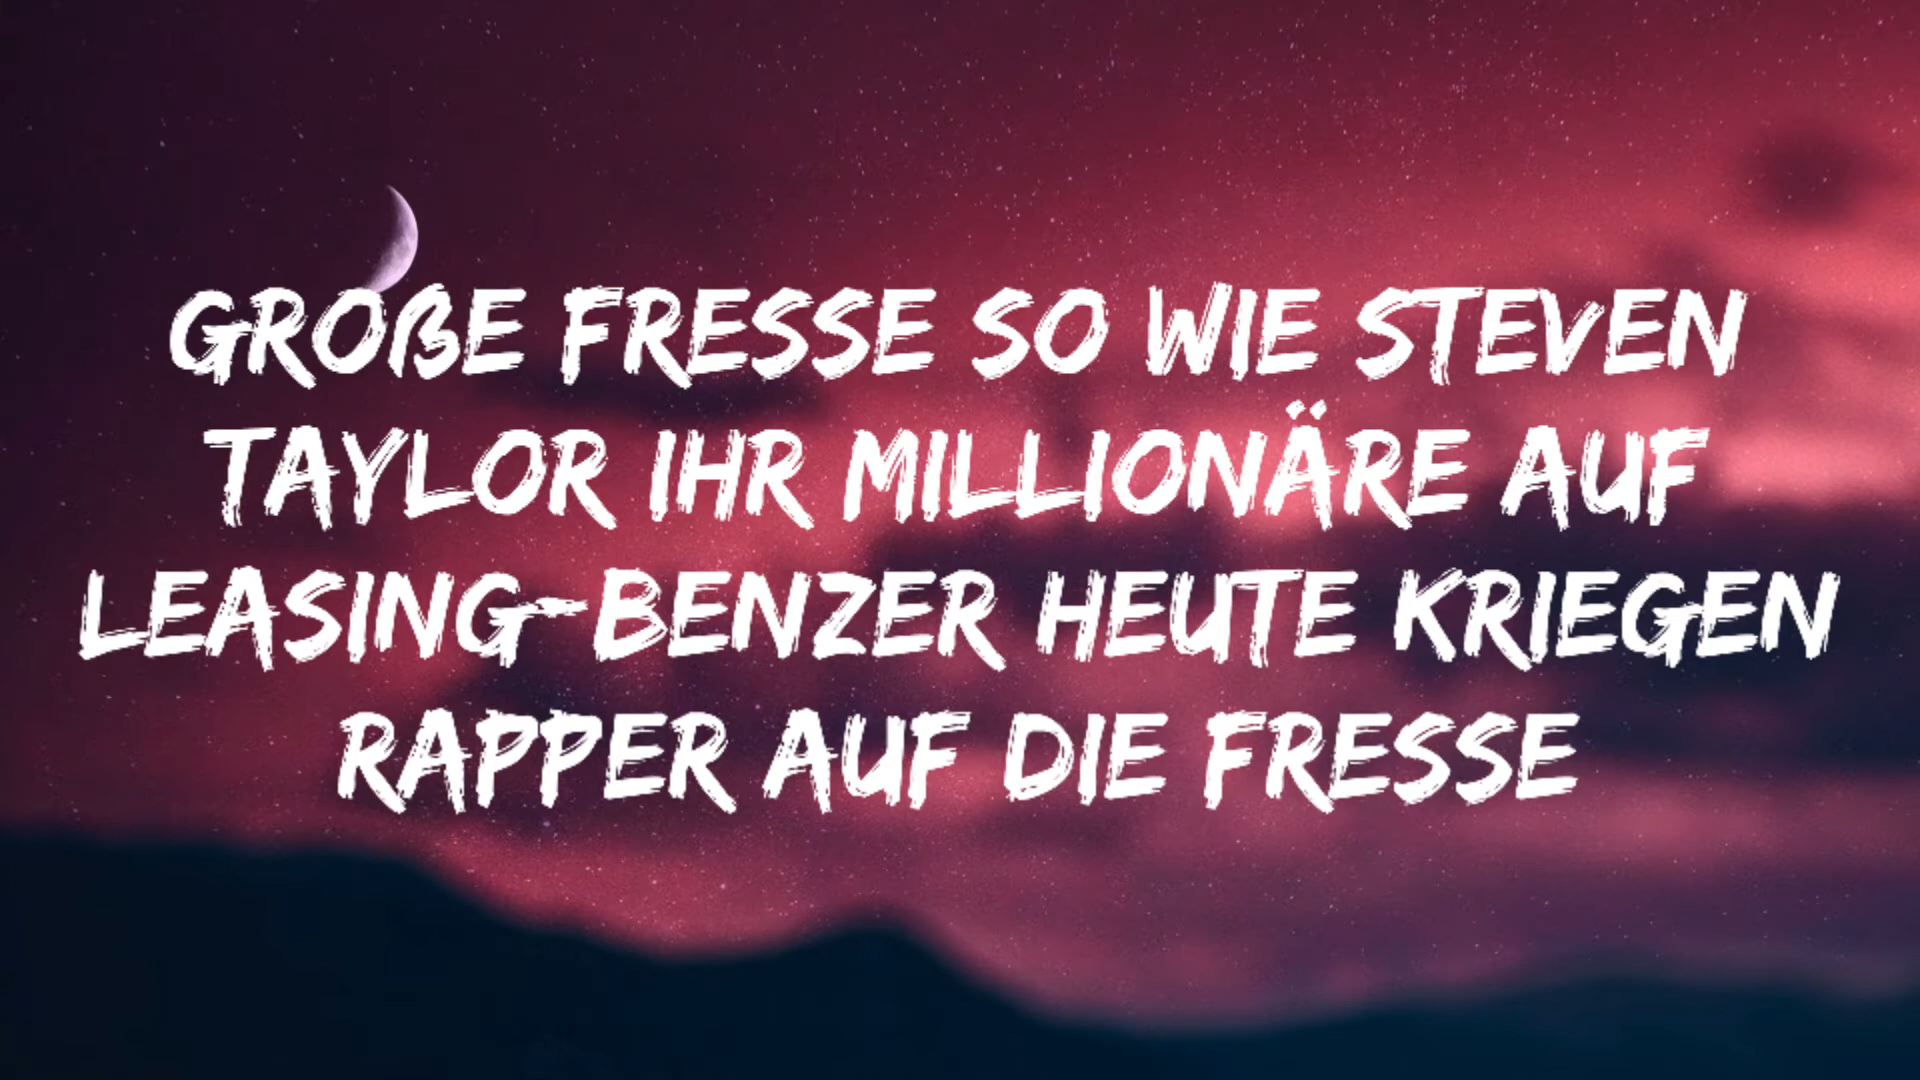 GROßE FRESSE SO WIE STEVEN
TAYLOR IHR MILLIONÄRE AUF
LEASING-BENZER HEUTE KRIEGEN
RAPPER AUF DIE FRESSE